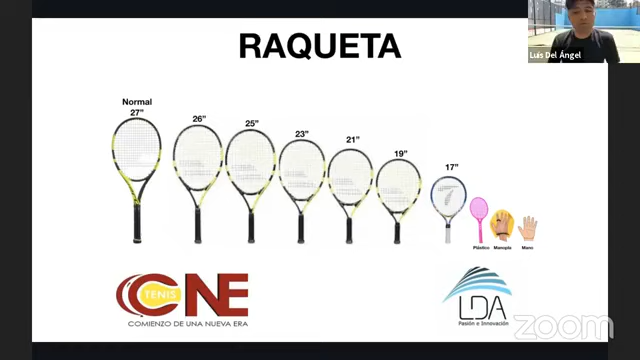 RAQUETA
Luis Del Ángel
Normal
27”
26”
25”
23”
21”
19”
17”
Plástico
Manopla
Mano
CNE
TENIS
COMIENZO DE UNA NUEVA ERA
LDA
Pasión e Innovación
zoom